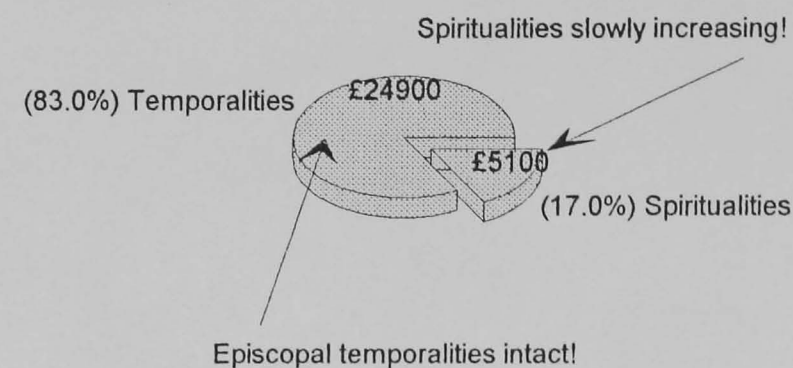 Spiritualities slowly increasing!
(83.0%) Temporalities
£24900
£5100
(17.0%) Spiritualities
Episcopal temporalities intact!